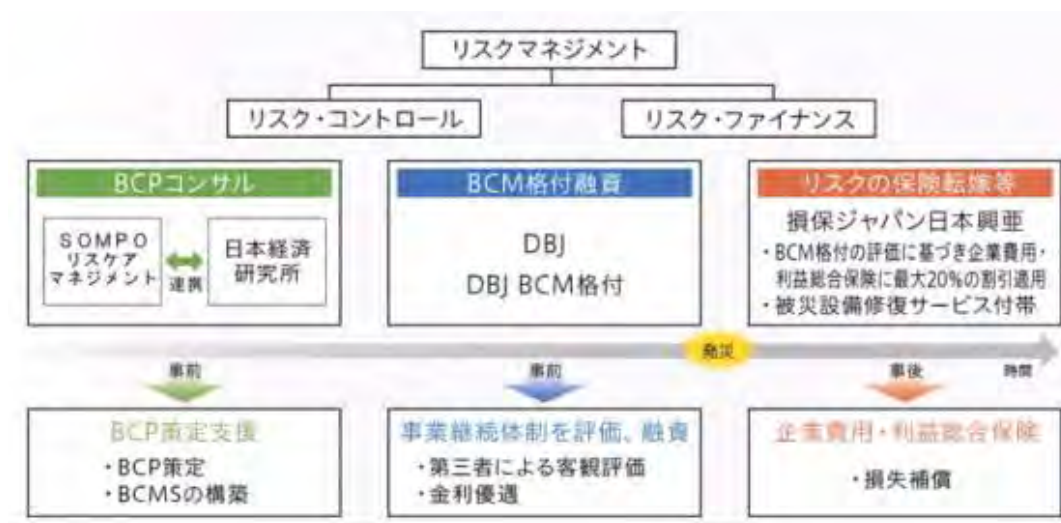 リスクマネジメント
リスク・コントロール
リスク・ファイナンス
BCPコンサル
SOMPO
リスケア
マネジメント
連携
日本経済
研究所
BCM格付融資
DBJ
DBJ BCM格付
リスクの保険転嫁等
損保ジャパン日本興亜
・BCM格付の評価に基づき企業費用・
利益総合保険に最大20%の割引適用
・被災設備修復サービス付帯
発災
事前
事前
事後
時間
BCP策定支援
・BCP策定
・BCMSの構築
事業継続体制を評価、融資
・第三者による客観評価
・金利優遇
企業費用・利益総合保険
・損失補償